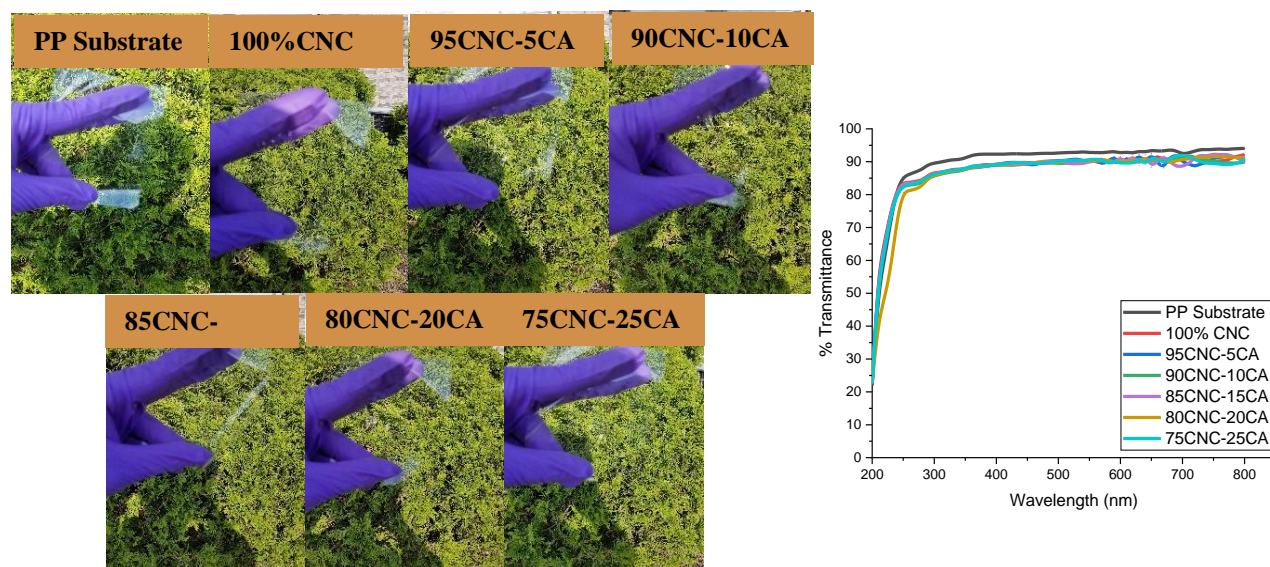 PP Substrate
100%CNC
95CNC-5CA
90CNC-10CA
85CNC-
80CNC-20CA
75CNC-25CA
% Transmittance
100
90
80
70
60
50
40
30
20
10
0
200
300
400
500
600
700
800
Wavelength (nm)
PP Substrate
100% CNC
95CNC-5CA
90CNC-10CA
85CNC-15CA
80CNC-20CA
75CNC-25CA